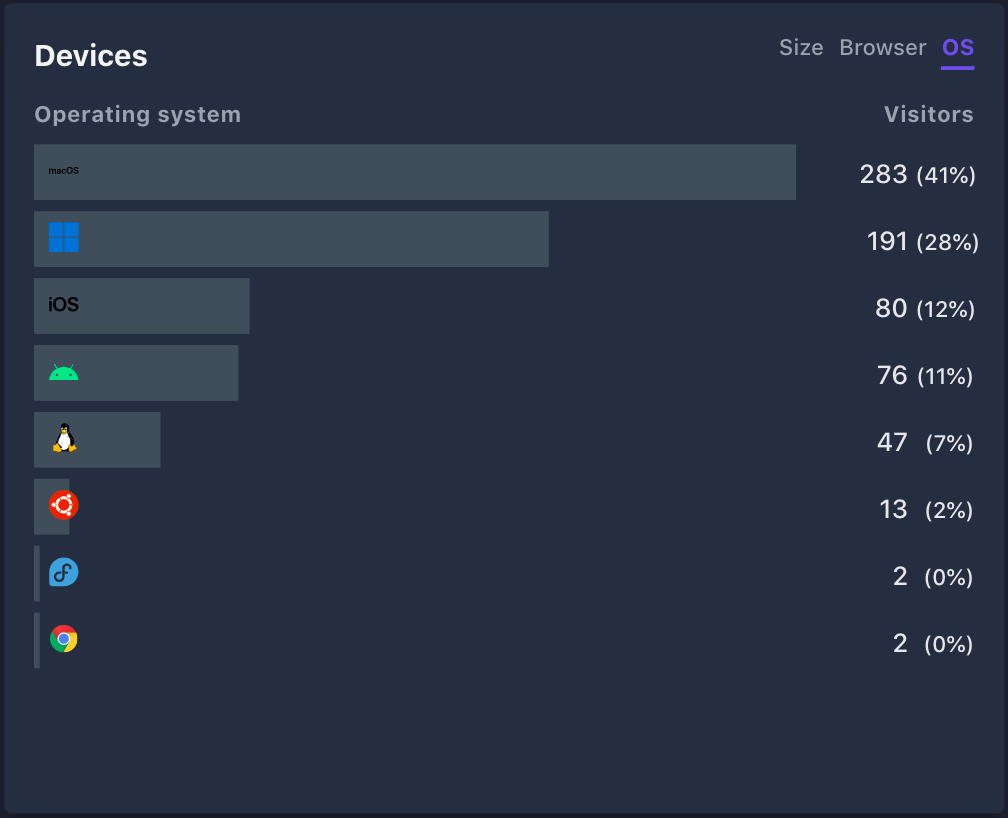 Devices
Size Browser OS
Operating system Visitors
macOS 283 (41%)
191 (28%)
iOS 80 (12%)
76 (11%)
47 (7%)
13 (2%)
2 (0%)
2 (0%)